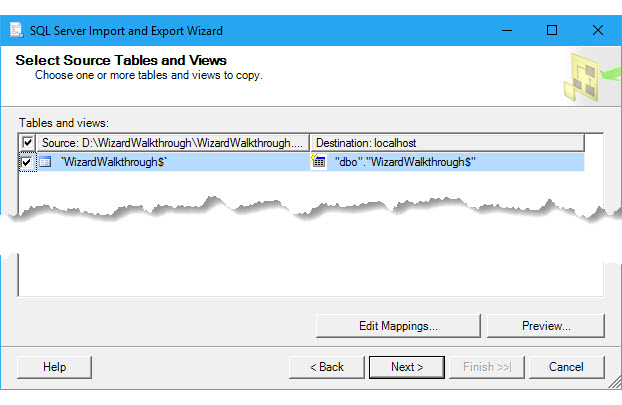 SQL Server Import and Export Wizard
Select Source Tables and Views
Choose one or more tables and views to copy.
Tables and views:
Source: D:\WizardWalkthrough\WizardWalkthrough.... Destination: localhost
`WizardWalkthrough$` "dbo"."WizardWalkthrough$"
Edit Mappings... Preview...
Help < Back Next > Finish >>| Cancel